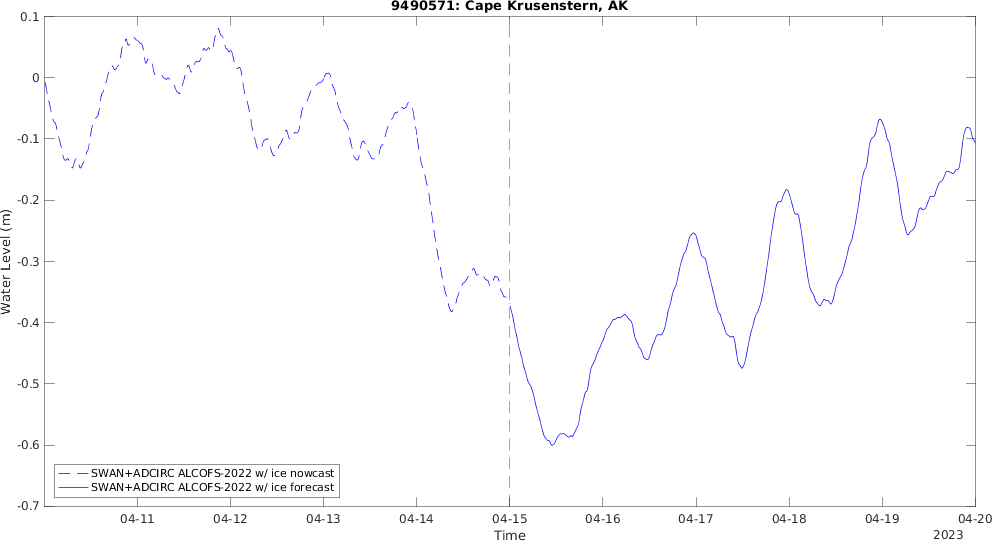 9490571: Cape Krusenstern, AK
0.1
0
-0.1
-0.2
-0.3
-0.4
-0.5
-0.6
-0.7
Water Level (m)
SWAN+ADCIRC ALCOFS-2022 w/ ice nowcast
SWAN+ADCIRC ALCOFS-2022 w/ ice forecast
04-11 04-12 04-13 04-14 04-15 04-16 04-17 04-18 04-19 04-20
Time
2023